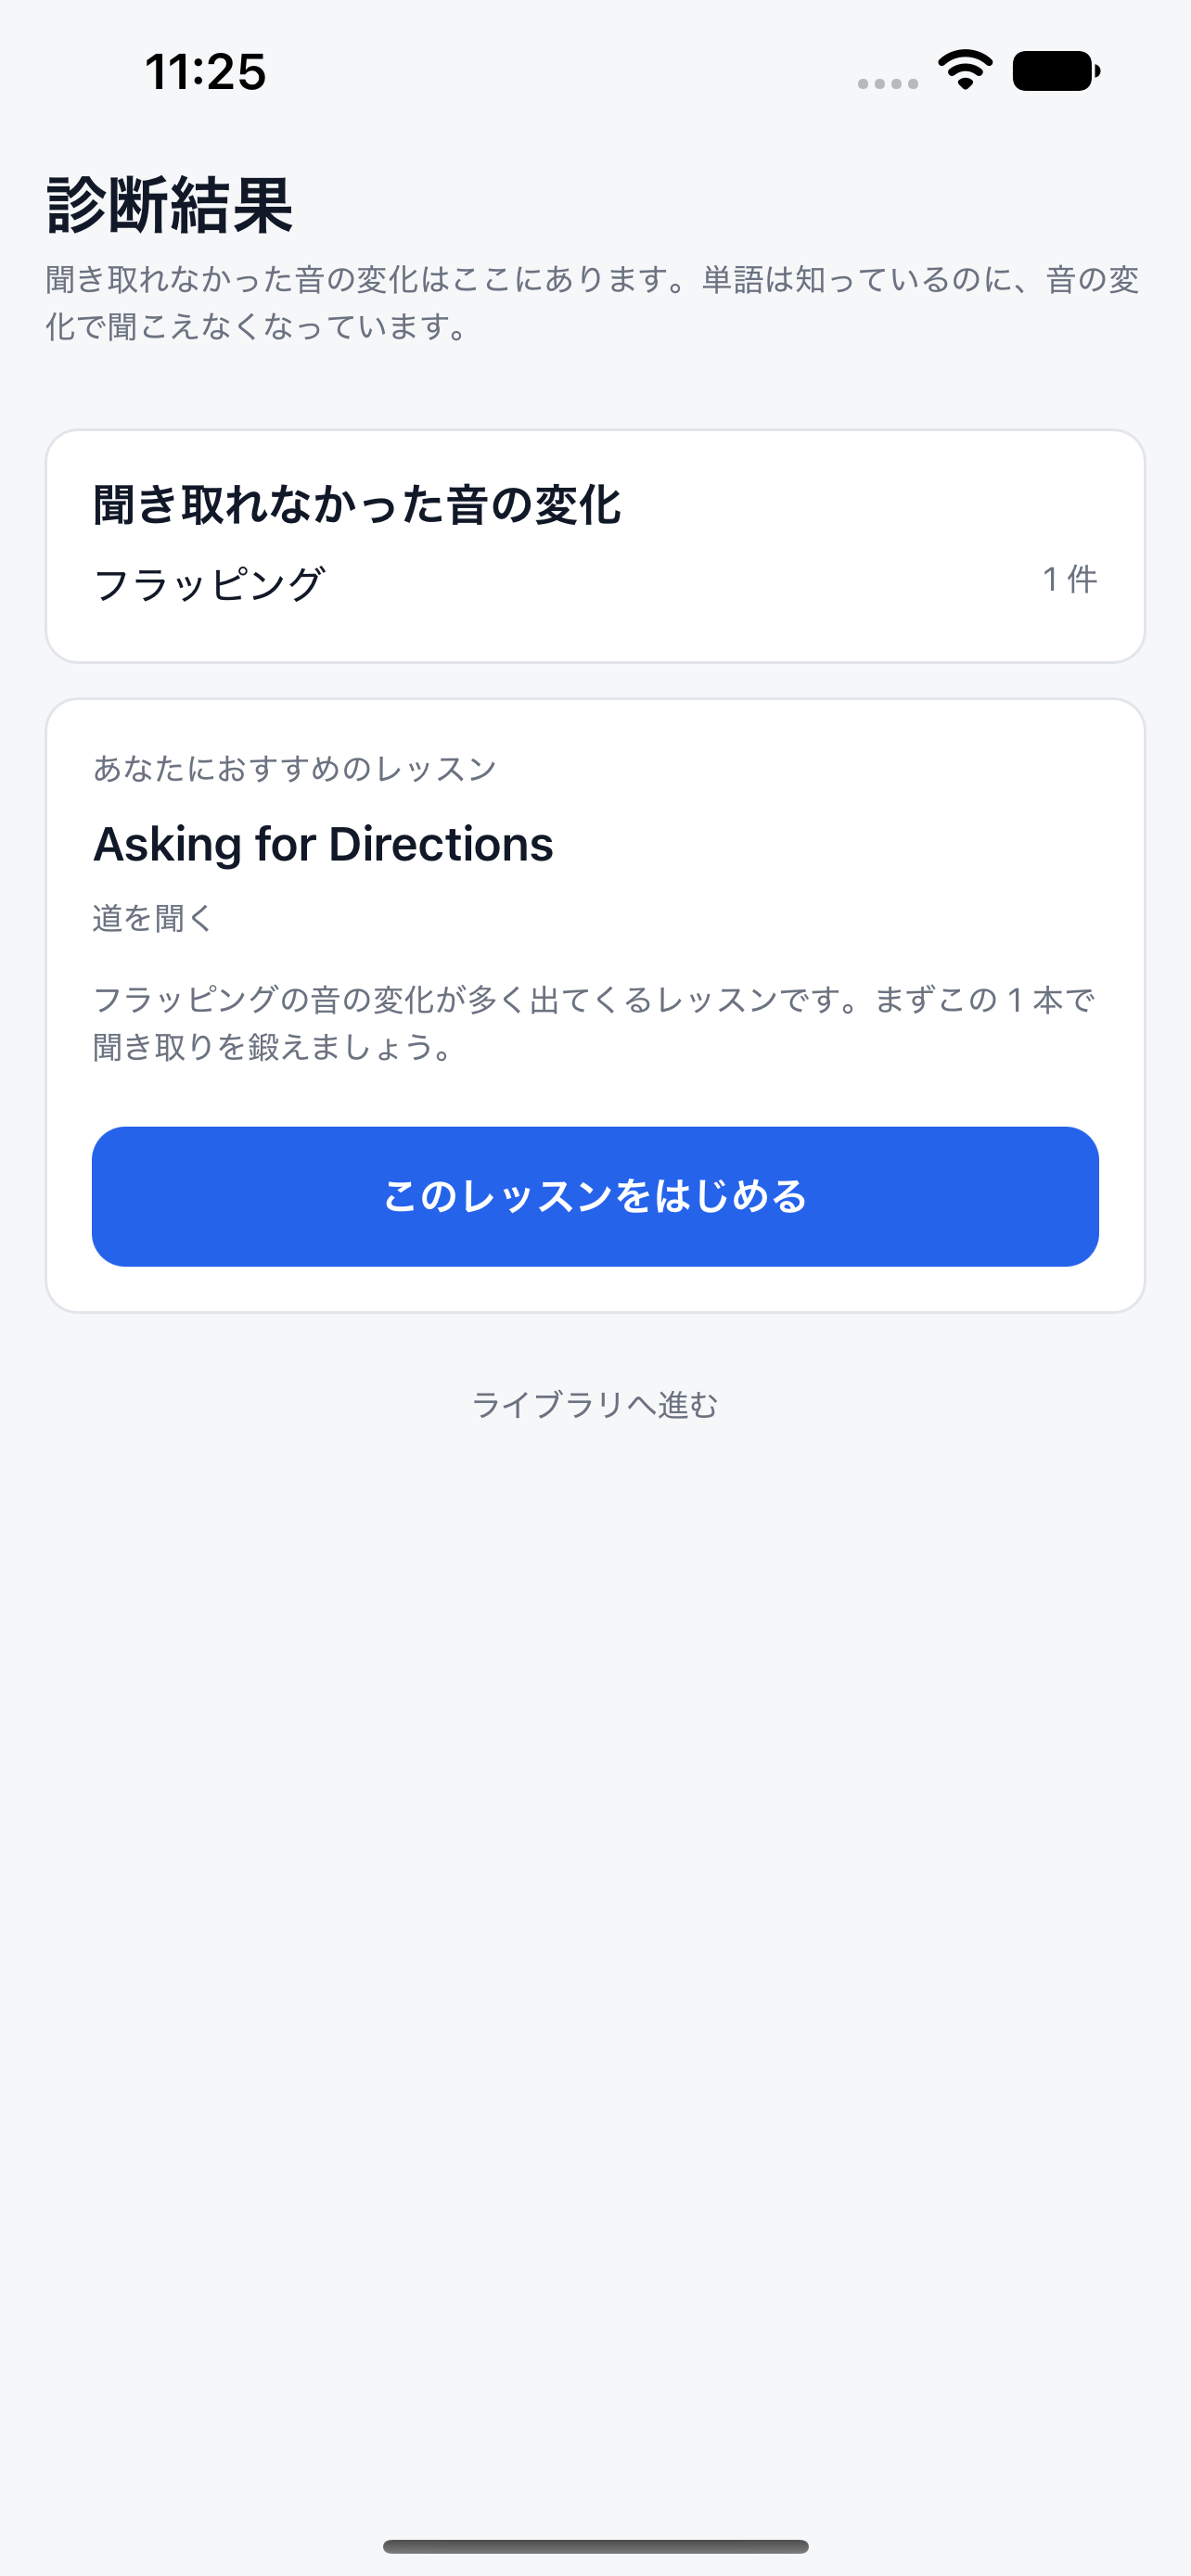 11:25
診断結果
聞き取れなかった音の変化はここにあります。単語は知っているのに、音の変
化で聞こえなくなっています。
聞き取れなかった音の変化
フラッピング 1 件
あなたにおすすめのレッスン
Asking for Directions
道を聞く
フラッピングの音の変化が多く出てくるレッスンです。まずこの 1 本で
聞き取りを鍛えましょう。
このレッスンをはじめる
ライブラリへ進む